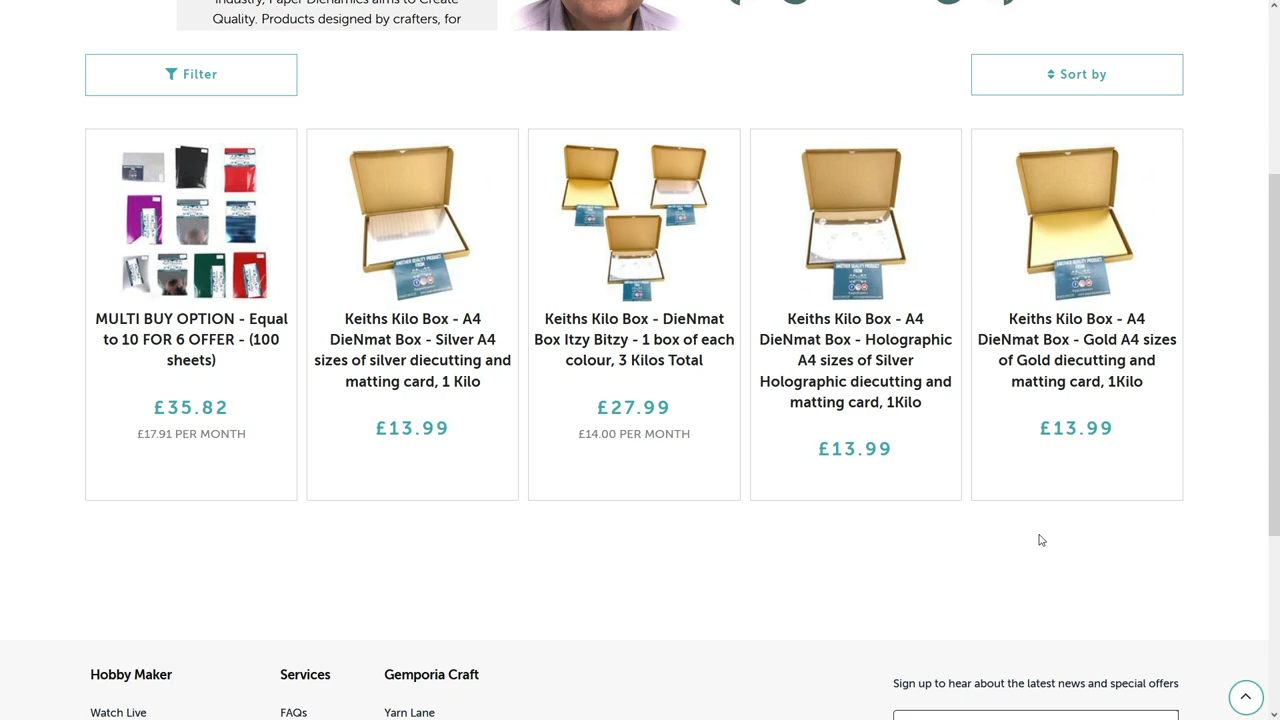 Industry, Paper Dienamics aims to Create
Quality. Products designed by crafters, for
Filter
Sort by
MULTI BUY OPTION - Equal
to 10 FOR 6 OFFER - (100
sheets)
£35.82
£17.91 PER MONTH
Keiths Kilo Box - A4
DieNmat Box - Silver A4
sizes of silver diecutting and
matting card, 1 Kilo
£13.99
Keiths Kilo Box - DieNmat
Box Itzy Bitzy - 1 box of each
colour, 3 Kilos Total
£27.99
£14.00 PER MONTH
Keiths Kilo Box - A4
DieNmat Box - Holographic
A4 sizes of Silver
Holographic diecutting and
matting card, 1Kilo
£13.99
Keiths Kilo Box - A4
DieNmat Box - Gold A4 sizes
of Gold diecutting and
matting card, 1Kilo
£13.99
Hobby Maker
Watch Live
Services
FAQs
Gemporia Craft
Yarn Lane
Sign up to hear about the latest news and special offers